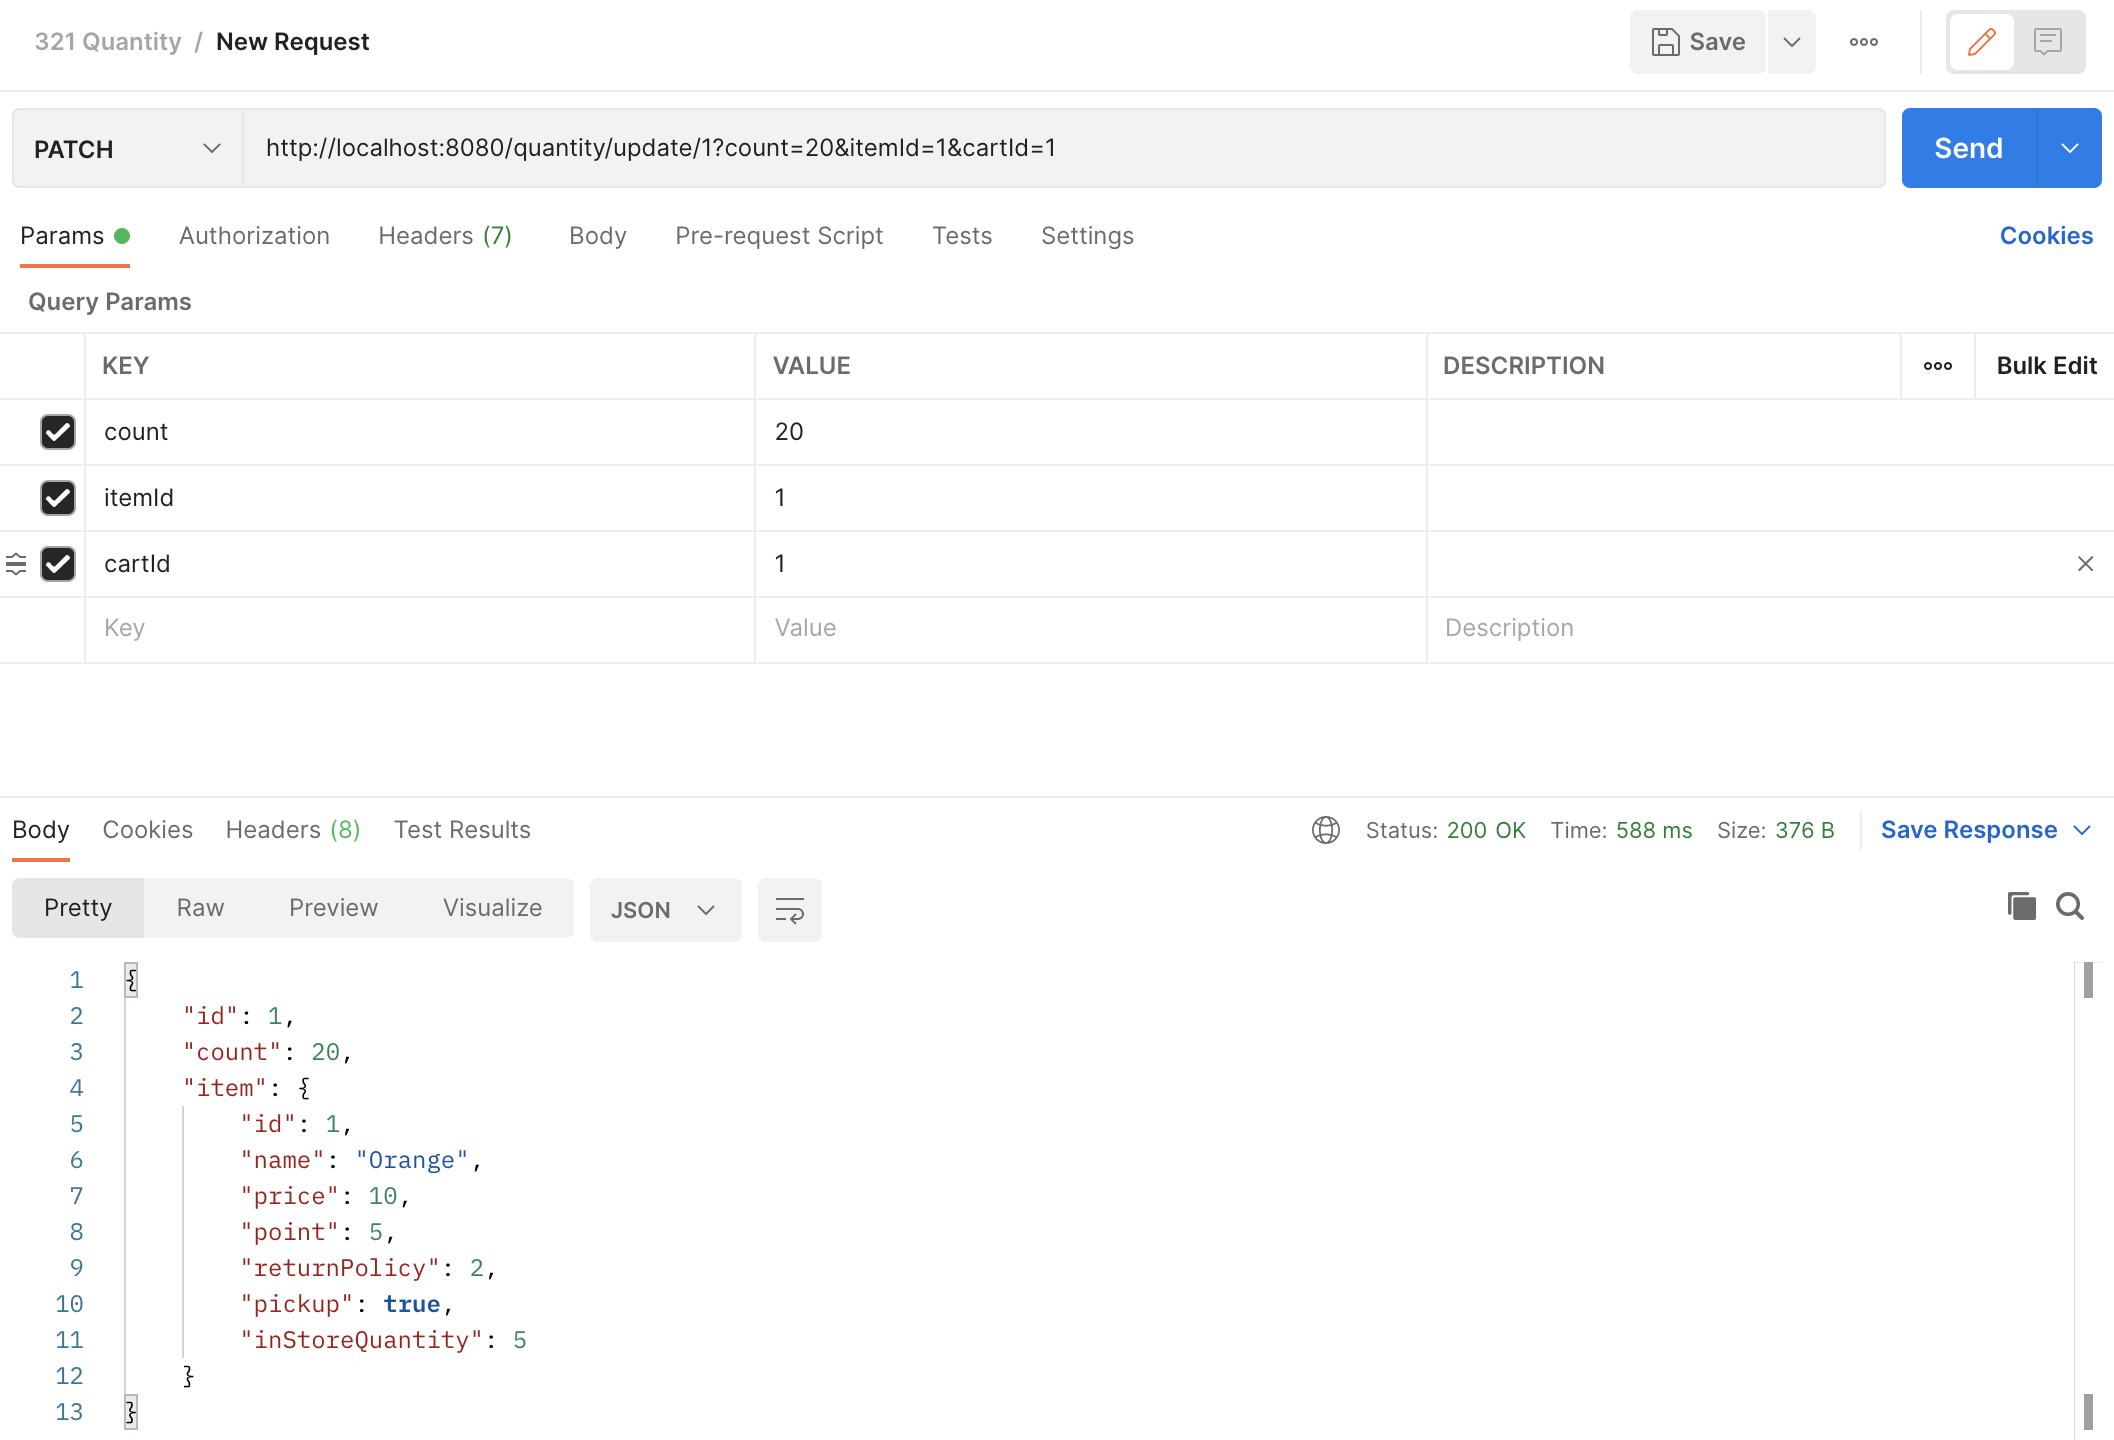 321 Quantity / New Request
Save
PATCH
http://localhost:8080/quantity/update/1?count=20&itemId=1&cartId=1
Send
Params Authorization Headers (7) Body Pre-request Script Tests Settings Cookies
Query Params
KEY VALUE DESCRIPTION Bulk Edit
count 20
itemId 1
cartId 1
Key Value Description
Body Cookies Headers (8) Test Results Status: 200 OK Time: 588 ms Size: 376 B Save Response
Pretty Raw Preview Visualize JSON
1 {
2 "id": 1,
3 "count": 20,
4 "item": {
5 "id": 1,
6 "name": "Orange",
7 "price": 10,
8 "point": 5,
9 "returnPolicy": 2,
10 "pickup": true,
11 "inStoreQuantity": 5
12 }
13 }